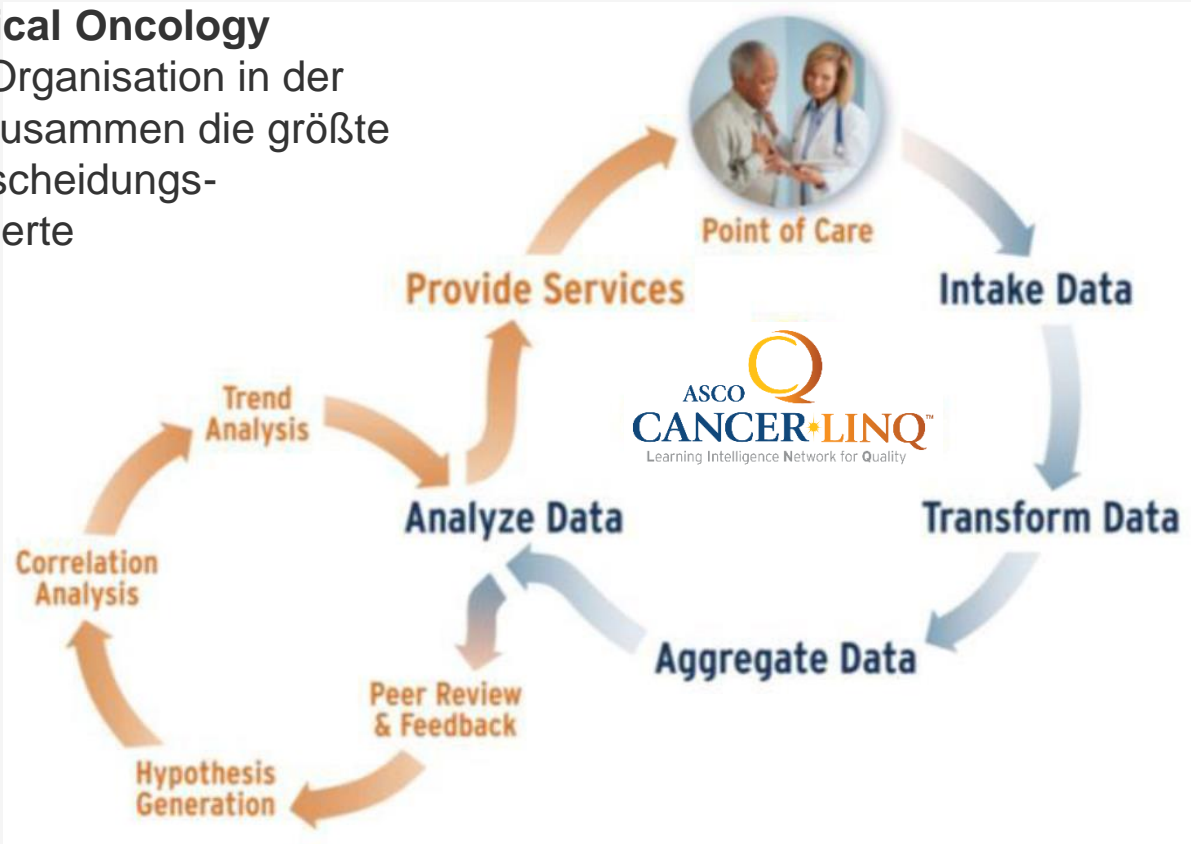 ical Oncology
Organisation in der
usammen die größte
scheidungs-
erte
Point of Care
Provide Services
Intake Data
Trend
Analysis
ASCO
CANCER LINQ™
Learning Intelligence Network for Quality
Analyze Data
Transform Data
Correlation
Analysis
Aggregate Data
Peer Review
& Feedback
Hypothesis
Generation